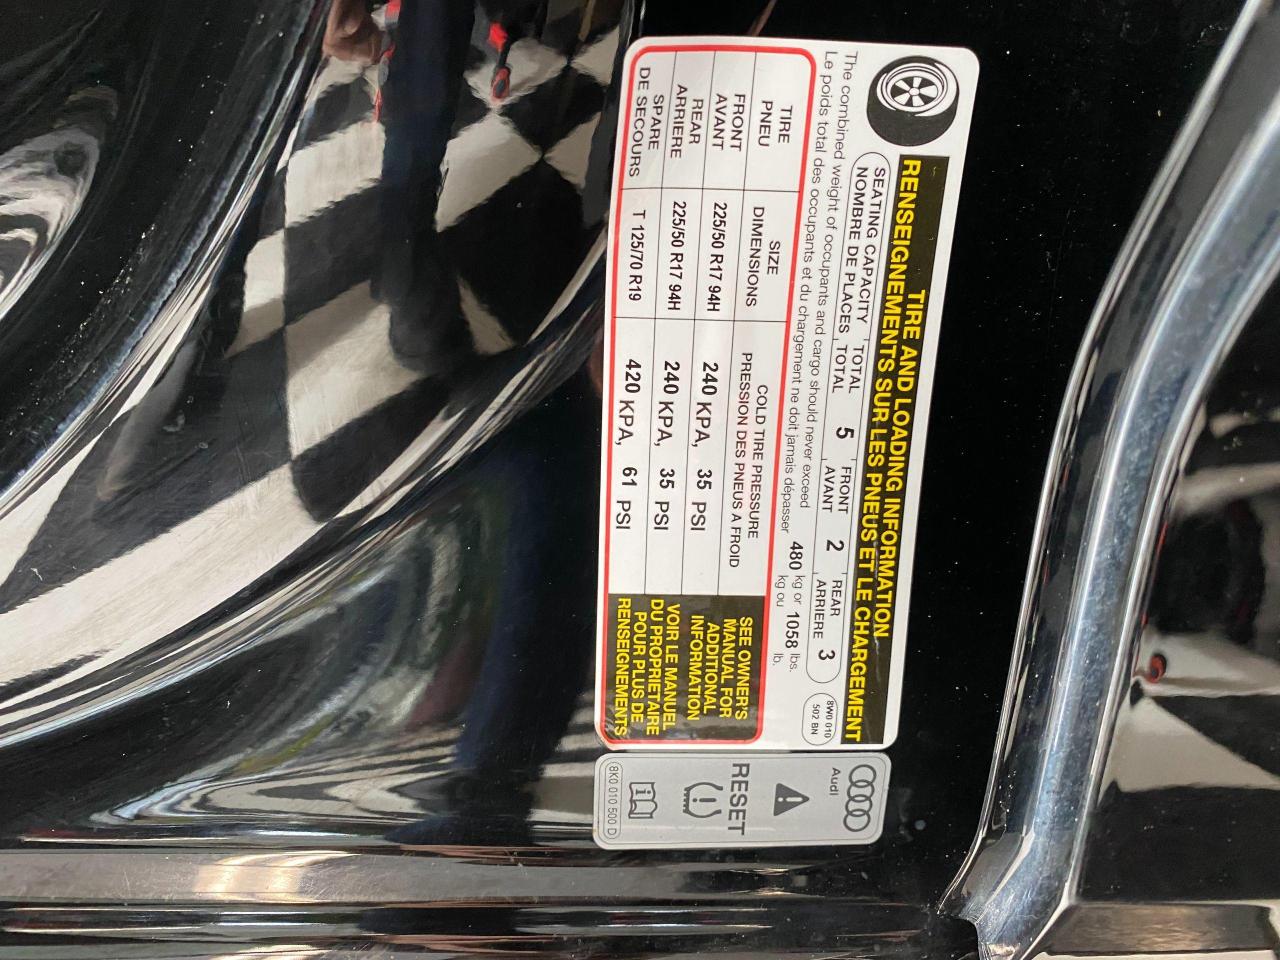 TIRE AND LOADING INFORMATION
RENSEIGNEMENTS SUR LES PNEUS ET LE CHARGEMENT
SEATING CAPACITY TOTAL 5 FRONT 2 REAR 3
NOMBRE DE PLACES TOTAL AVANT ARRIERE
8W0 010
502 BN
The combined weight of occupants and cargo should never exceed 480 kg or 1058 lbs.
Le poids total des occupants et du chargement ne doit jamais dépasser kg ou lb.
TIRE SIZE COLD TIRE PRESSURE
PNEU DIMENSIONS PRESSION DES PNEUS A FROID
FRONT 225/50 R17 94H 240 KPA, 35 PSI
AVANT
REAR 225/50 R17 94H 240 KPA, 35 PSI
ARRIERE
SPARE T 125/70 R19 420 KPA, 61 PSI
DE SECOURS
SEE OWNER'S
MANUAL FOR
ADDITIONAL
INFORMATION
VOIR LE MANUEL
DU PROPRIETAIRE
POUR PLUS DE
RENSEIGNEMENTS
Audi
RESET
8K0 010 500 D